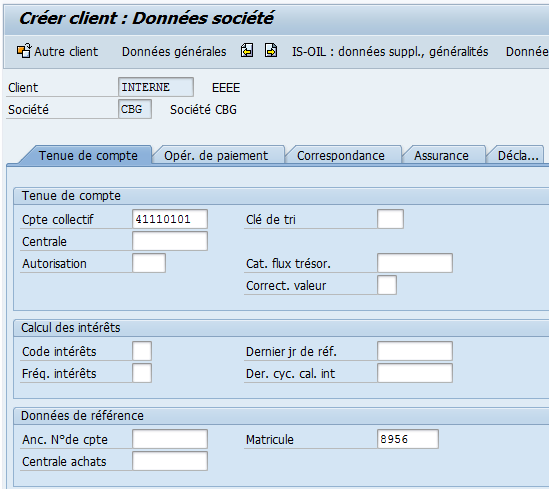 Créer client : Données société
Autre client Données générales IS-OIL : données suppl., généralités Donnée
Client INTERNE EEEE
Société CBG Société CBG
Tenue de compte Opér. de paiement Correspondance Assurance Décla...
Tenue de compte
Cpte collectif 41110101 Clé de tri
Centrale
Autorisation Cat. flux trésor.
Correct. valeur
Calcul des intérêts
Code intérêts Dernier jr de réf.
Fréq. intérêts Der. cyc. cal. int
Données de référence
Anc. N°de cpte Matricule 8956
Centrale achats